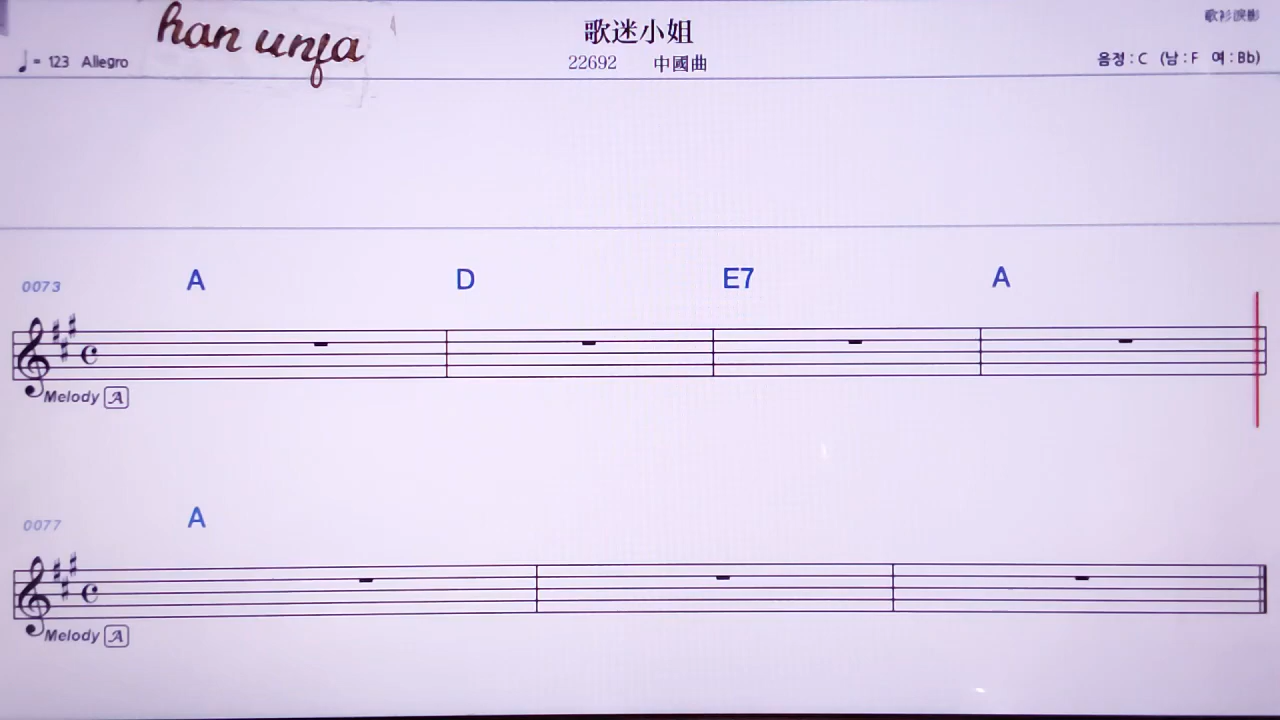 han unfa
歌迷小姐
♩= 123 Allegro
22692 中國曲
음정 : C (남 : F 여 : Bb)
0073 A D E7 A
Melody A
0077 A
Melody A